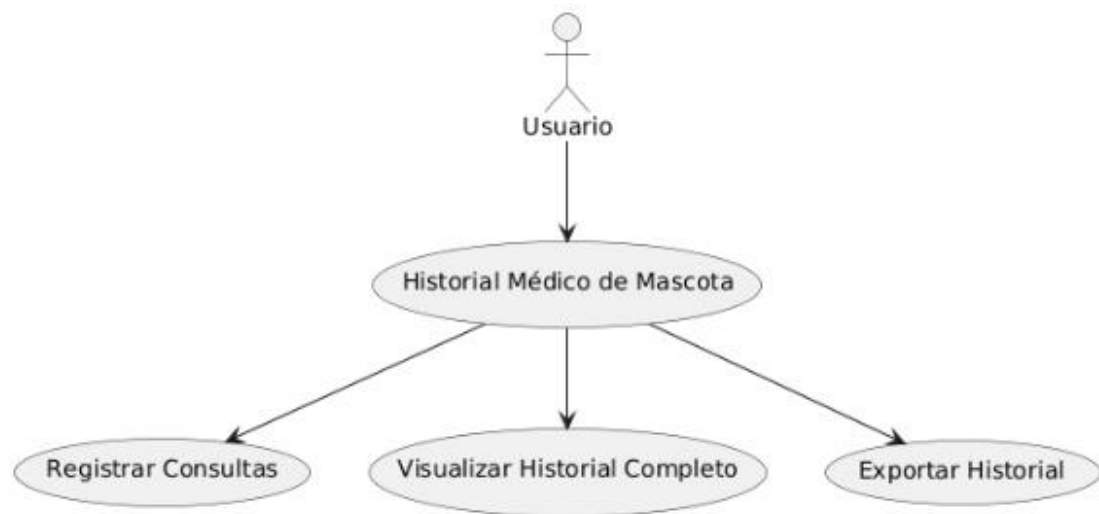 Usuario
Historial Médico de Mascota
Registrar Consultas
Visualizar Historial Completo
Exportar Historial